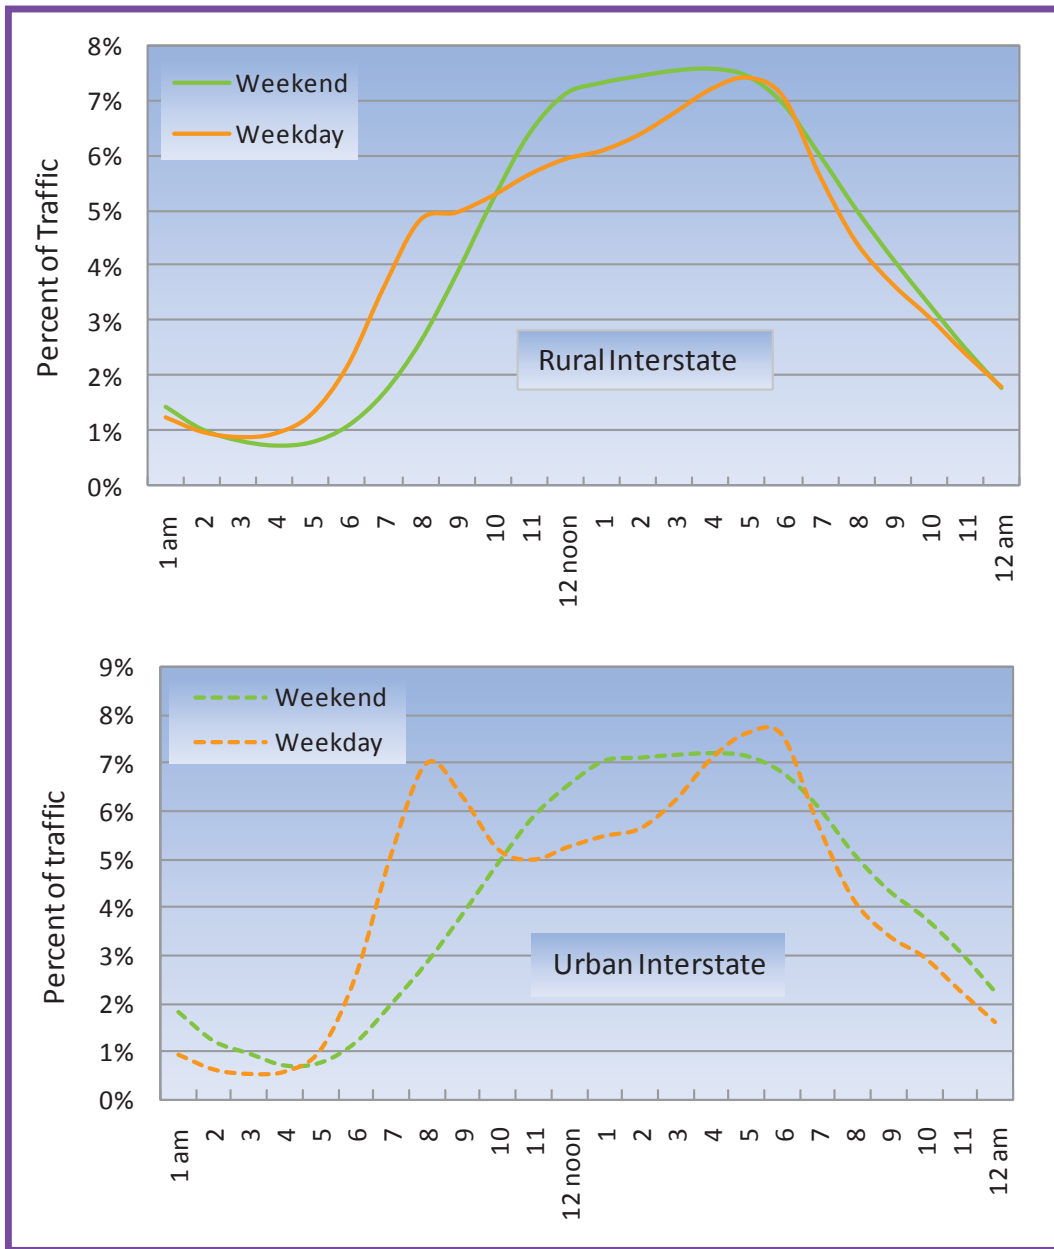 8%
7%
6%
5%
4%
3%
2%
1%
0%
Percent of Traffic
Weekend
Weekday
Rural Interstate
1 am 2 3 4 5 6 7 8 9 10 11 12 noon 1 2 3 4 5 6 7 8 9 10 11 12 am
9%
8%
7%
6%
5%
4%
3%
2%
1%
0%
Percent of traffic
Weekend
Weekday
Urban Interstate
1 am 2 3 4 5 6 7 8 9 10 11 12 noon 1 2 3 4 5 6 7 8 9 10 11 12 am